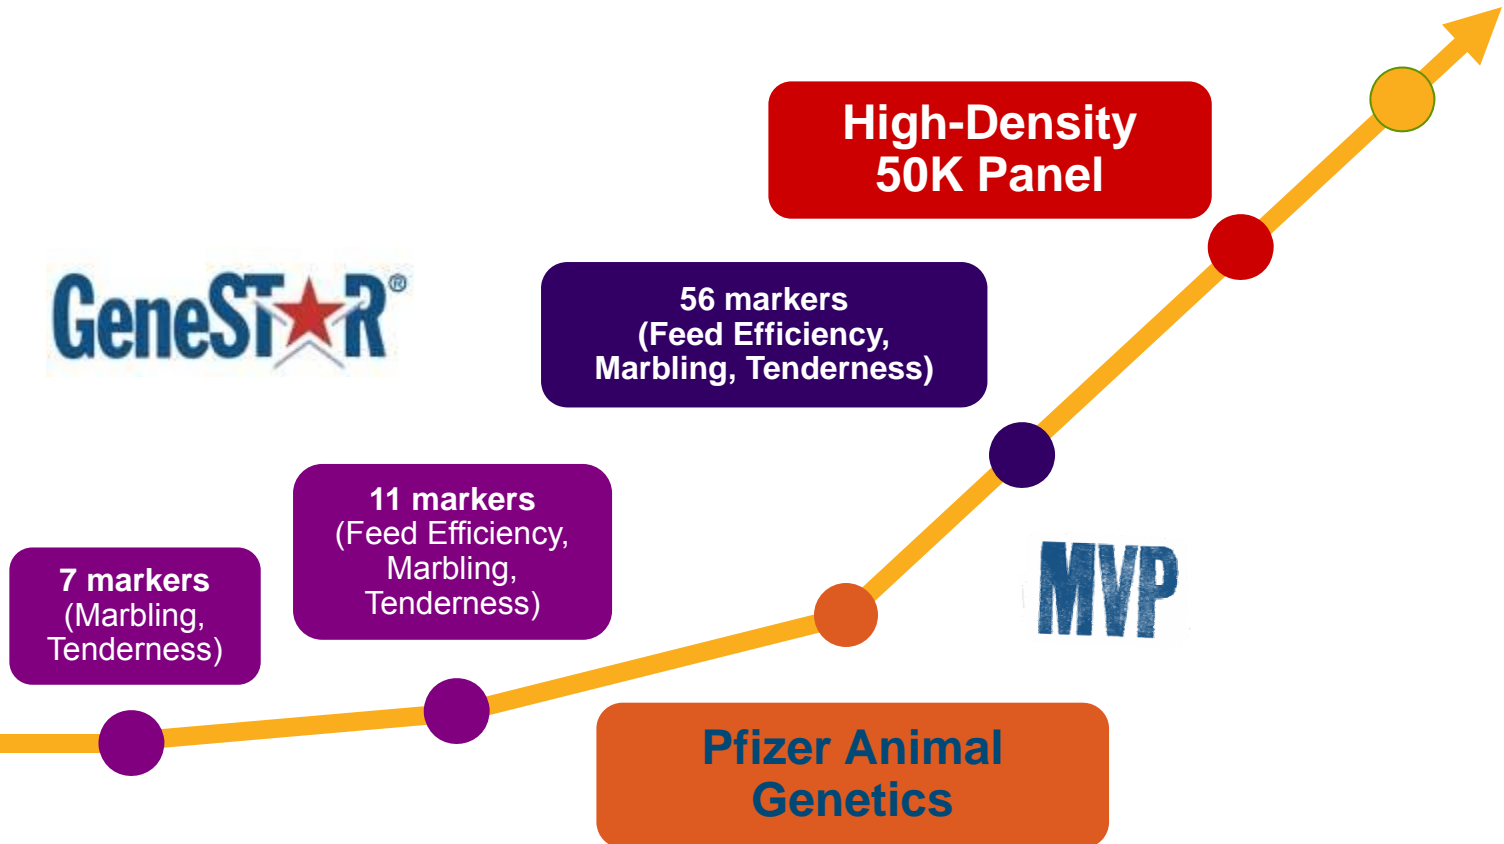 High-Density
50K Panel
GeneSTAR®
56 markers
(Feed Efficiency,
Marbling, Tenderness)
11 markers
(Feed Efficiency,
Marbling,
Tenderness)
7 markers
(Marbling,
Tenderness)
MVP
Pfizer Animal
Genetics